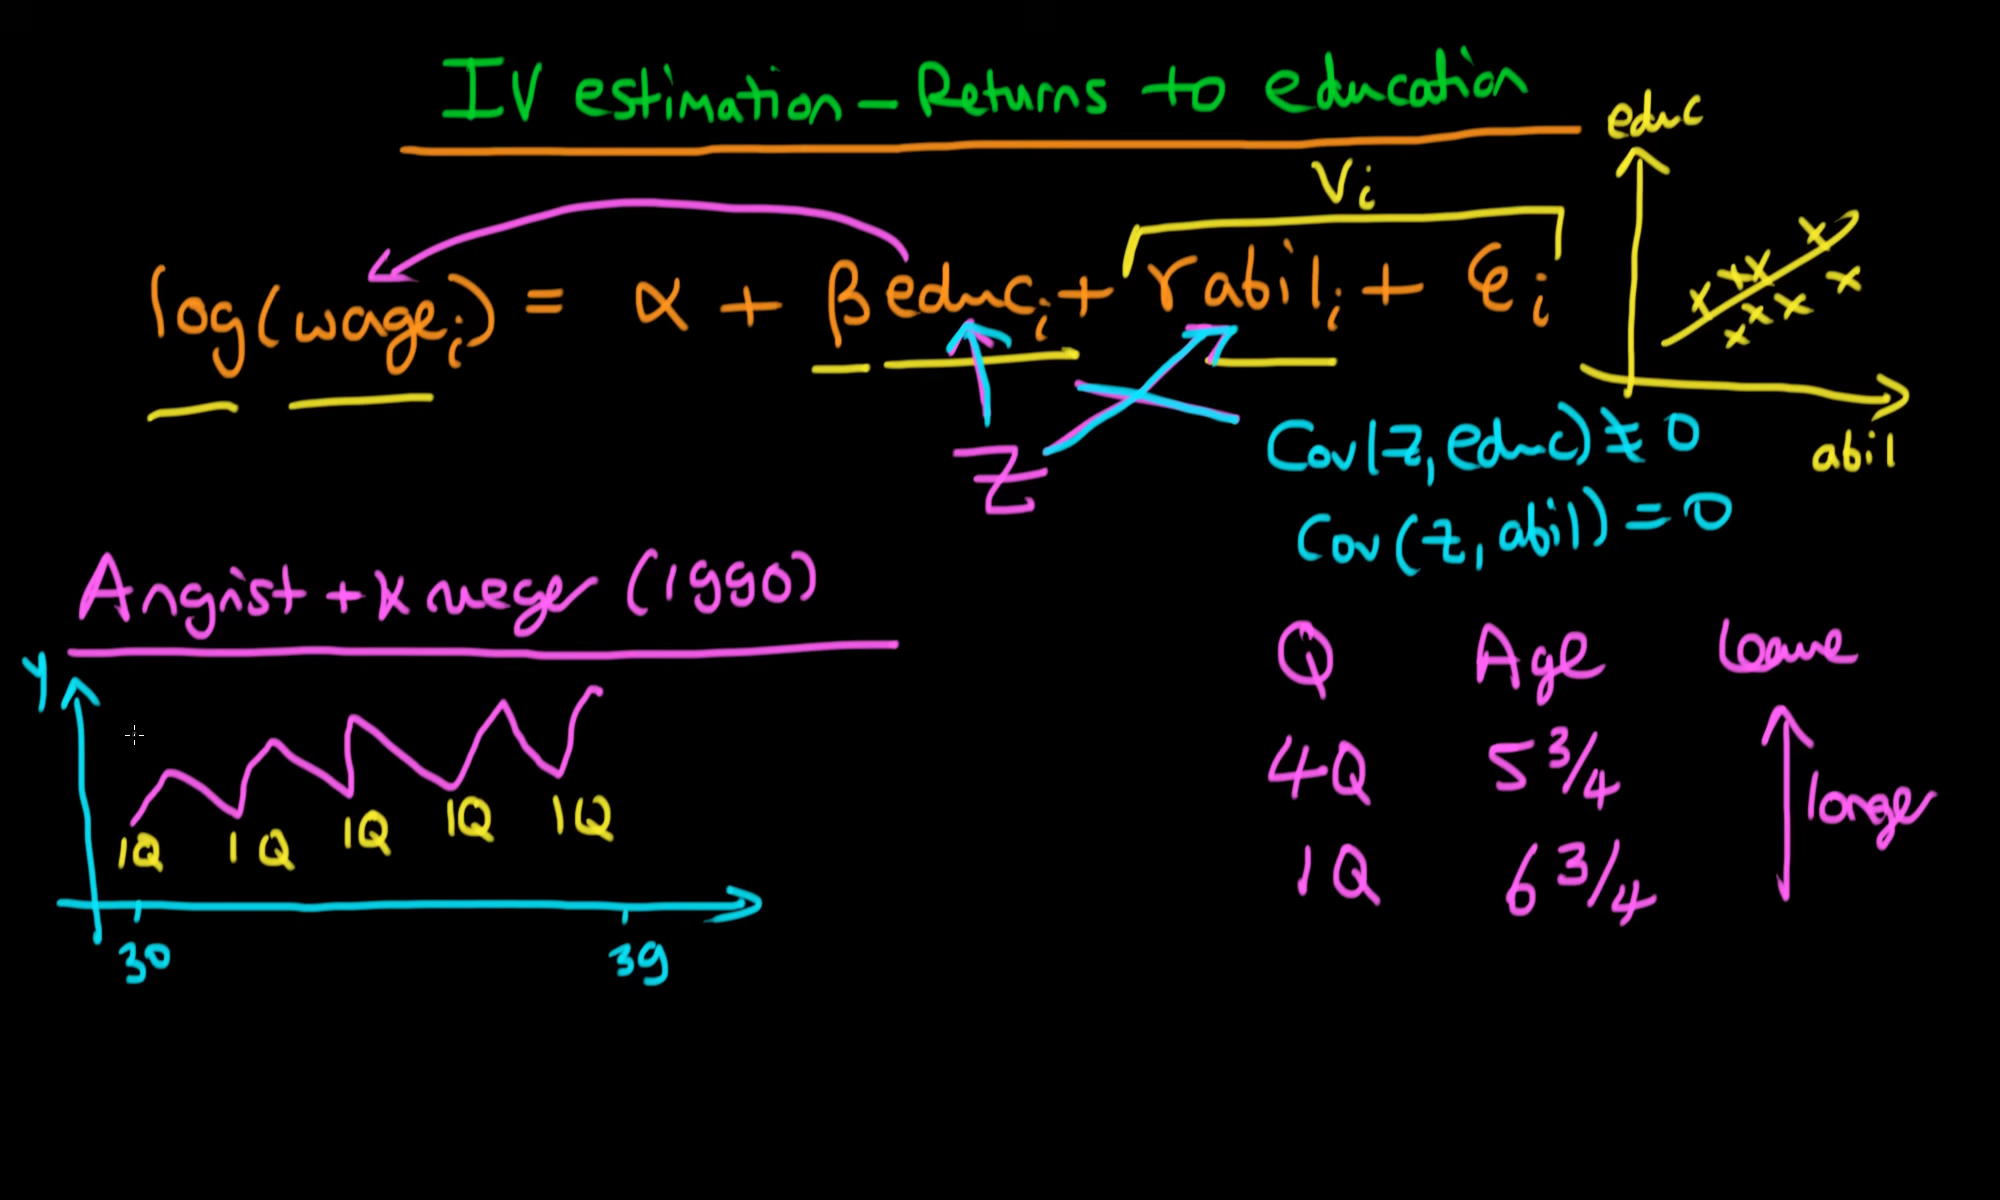 IV estimation – Returns to education
educ
Vi
log(wageᵢ) = α + β educᵢ + γ abilᵢ + εᵢ
abil
Z
Cov(Z, educ) ≠ 0
Cov(Z, abil) = 0
Angrist + Krueger (1990)
Y
1Q 1Q 1Q 1Q 1Q
30 39
Q Age Leave
4Q 5 3/4
longer
1Q 6 3/4